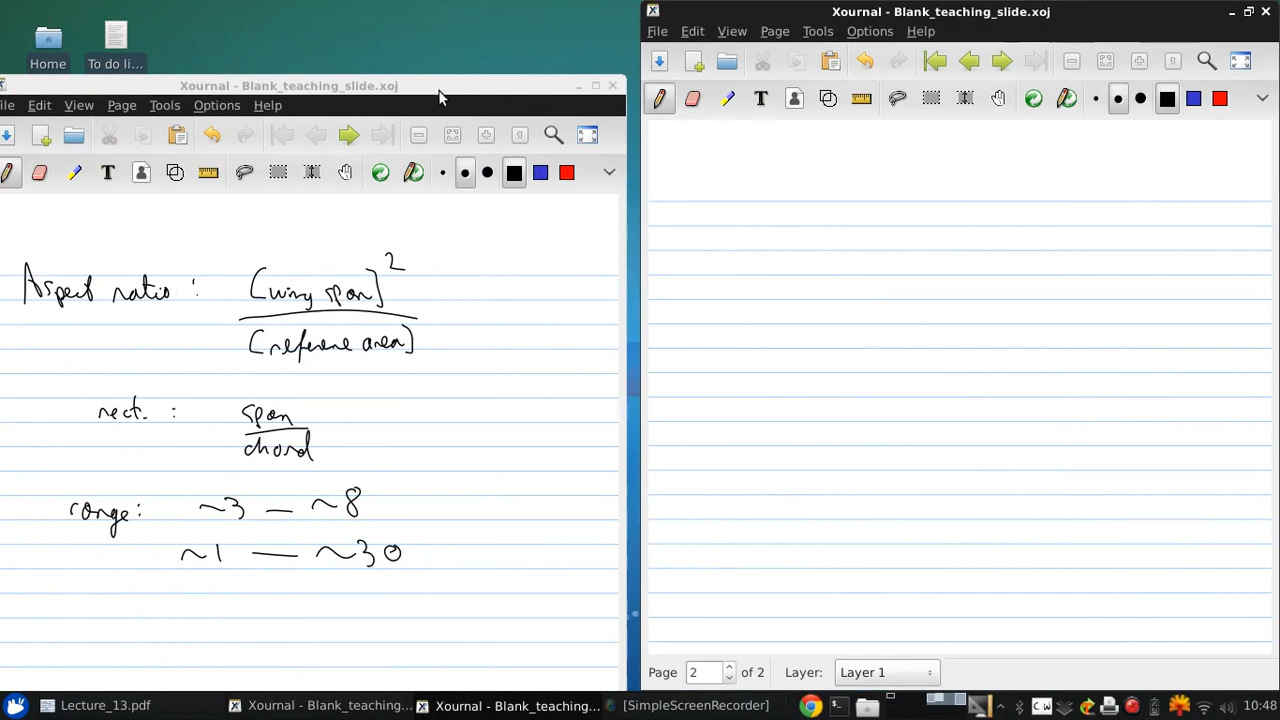 Home
To do li...
Xournal - Blank_teaching_slide.xoj
Edit View Page Tools Options Help
Aspect ratio : [wing span]2
[reference area]
rect. : span
chord
range: ~3 — ~8
~1 — ~30
Xournal - Blank_teaching_slide.xoj
File Edit View Page Tools Options Help
Page 2 of 2 Layer: Layer 1
Lecture_13.pdf Xournal - Blank_teaching... Xournal - Blank_teaching... [SimpleScreenRecorder] 10:48